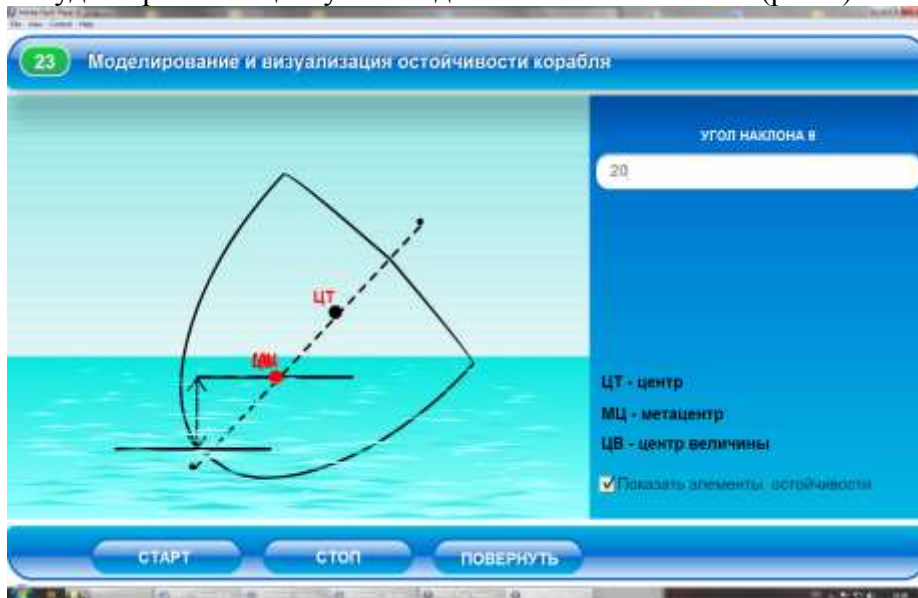 23 Моделирование и визуализация остойчивости корабля
УГОЛ НАКЛОНА θ
20
ЦТ
ЦТ - центр
МЦ - метацентр
ЦВ - центр величины
Показать элементы остойчивости
СТАРТ СТОП ПОВЕРНУТЬ